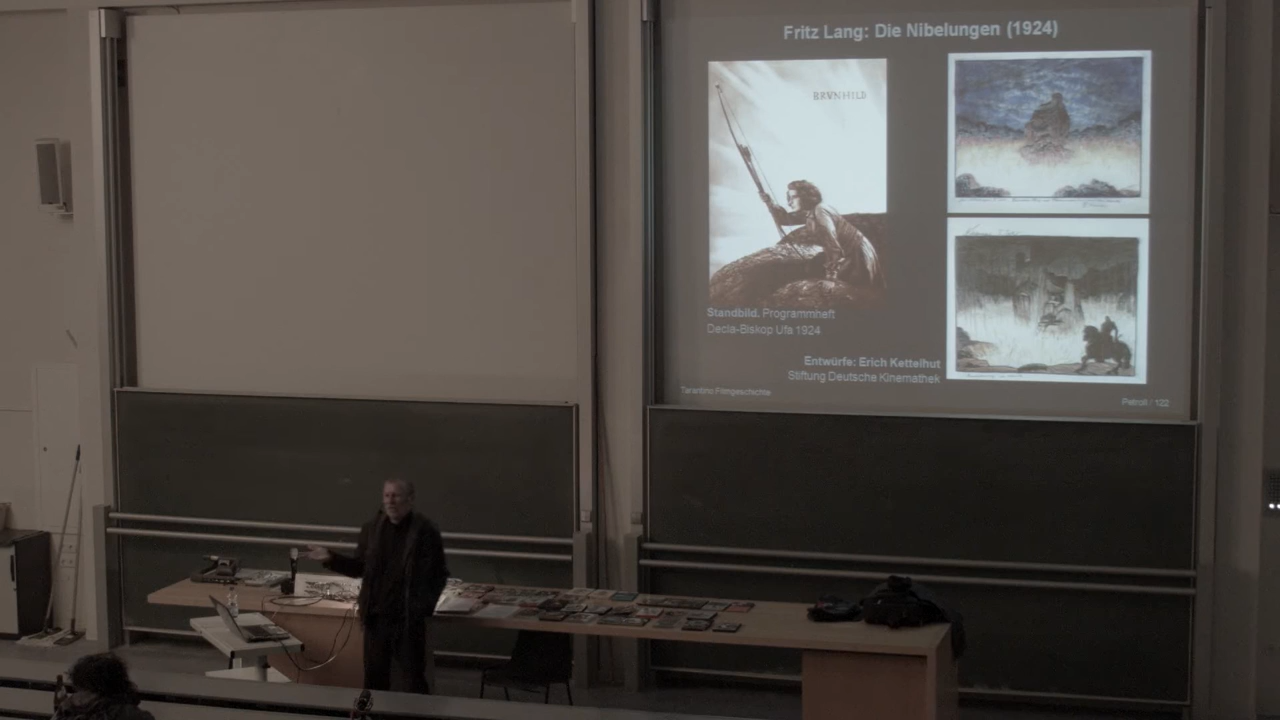 Fritz Lang: Die Nibelungen (1924)
BRVNHILD
Standbild, Programmheft
Decla-Biskop Ufa 1924
Entwürfe: Erich Kettelhut
Stiftung Deutsche Kinemathek
Tarantino Filmgeschichte
Petroll / 122